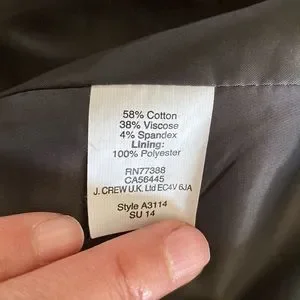 58% Cotton
38% Viscose
4% Spandex
Lining:
100% Polyester
RN77388
CA56445
J. CREW U.K. Ltd EC4V 6JA
Style A3114
SU 14